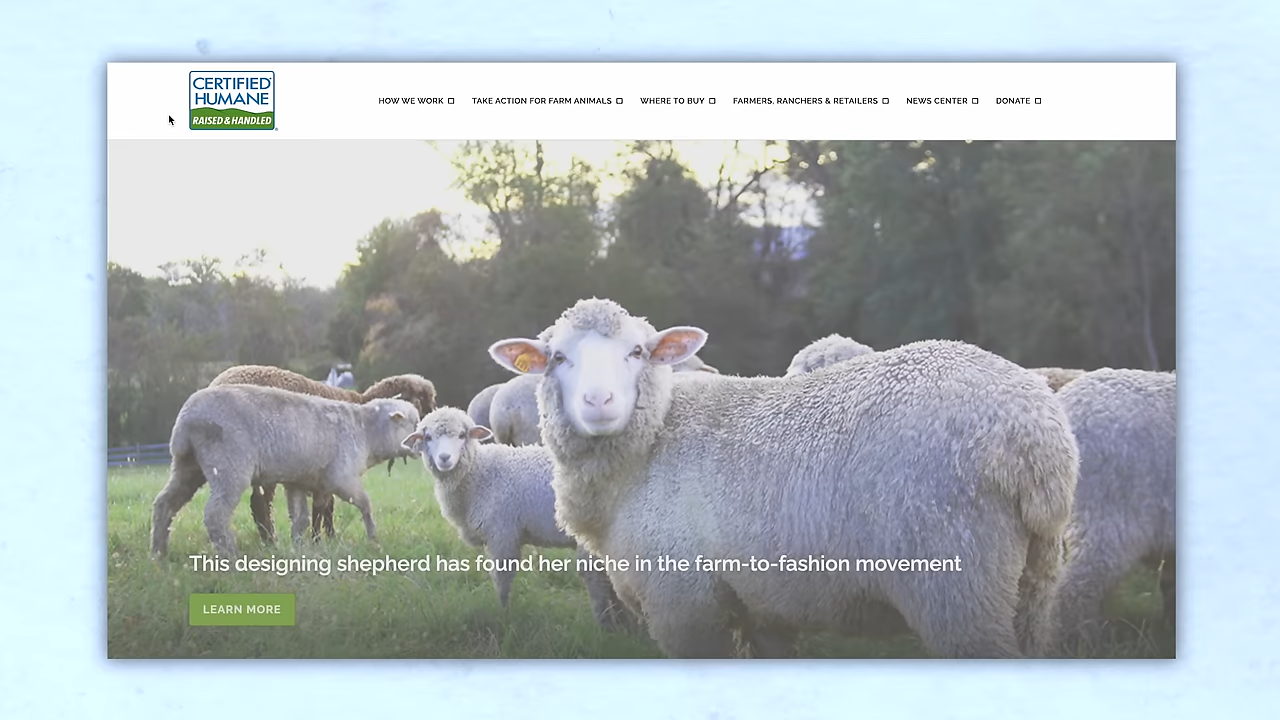 CERTIFIED
HUMANE
RAISED & HANDLED
HOW WE WORK
TAKE ACTION FOR FARM ANIMALS
WHERE TO BUY
FARMERS, RANCHERS & RETAILERS
NEWS CENTER
DONATE
This designing shepherd has found her niche in the farm-to-fashion movement
LEARN MORE